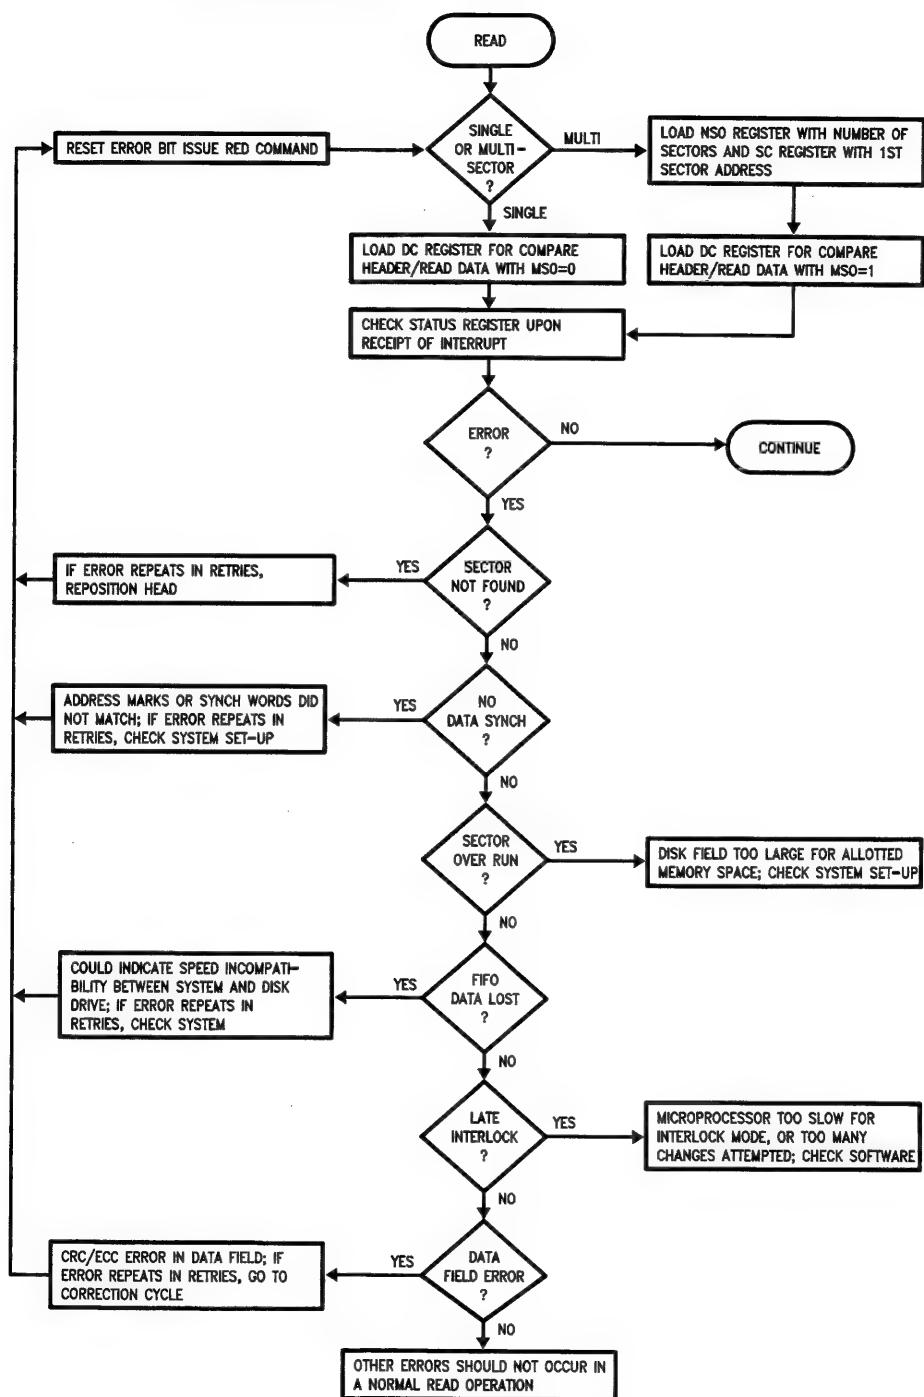 READ
SINGLE
OR MULTI-
SECTOR
?
MULTI
SINGLE
RESET ERROR BIT ISSUE RED COMMAND
LOAD NSO REGISTER WITH NUMBER OF
SECTORS AND SC REGISTER WITH 1ST
SECTOR ADDRESS
LOAD DC REGISTER FOR COMPARE
HEADER/READ DATA WITH MSO=0
LOAD DC REGISTER FOR COMPARE
HEADER/READ DATA WITH MSO=1
CHECK STATUS REGISTER UPON
RECEIPT OF INTERRUPT
ERROR
?
NO
CONTINUE
YES
SECTOR
NOT FOUND
?
YES
IF ERROR REPEATS IN RETRIES,
REPOSITION HEAD
NO
NO
DATA SYNCH
?
YES
ADDRESS MARKS OR SYNCH WORDS DID
NOT MATCH; IF ERROR REPEATS IN
RETRIES, CHECK SYSTEM SET-UP
NO
SECTOR
OVER RUN
?
YES
DISK FIELD TOO LARGE FOR ALLOTTED
MEMORY SPACE; CHECK SYSTEM SET-UP
NO
FIFO
DATA LOST
?
YES
COULD INDICATE SPEED INCOMPATI-
BILITY BETWEEN SYSTEM AND DISK
DRIVE; IF ERROR REPEATS IN
RETRIES, CHECK SYSTEM
NO
LATE
INTERLOCK
?
YES
MICROPROCESSOR TOO SLOW FOR
INTERLOCK MODE, OR TOO MANY
CHANGES ATTEMPTED; CHECK SOFTWARE
NO
DATA
FIELD ERROR
?
YES
CRC/ECC ERROR IN DATA FIELD; IF
ERROR REPEATS IN RETRIES, GO TO
CORRECTION CYCLE
NO
OTHER ERRORS SHOULD NOT OCCUR IN
A NORMAL READ OPERATION